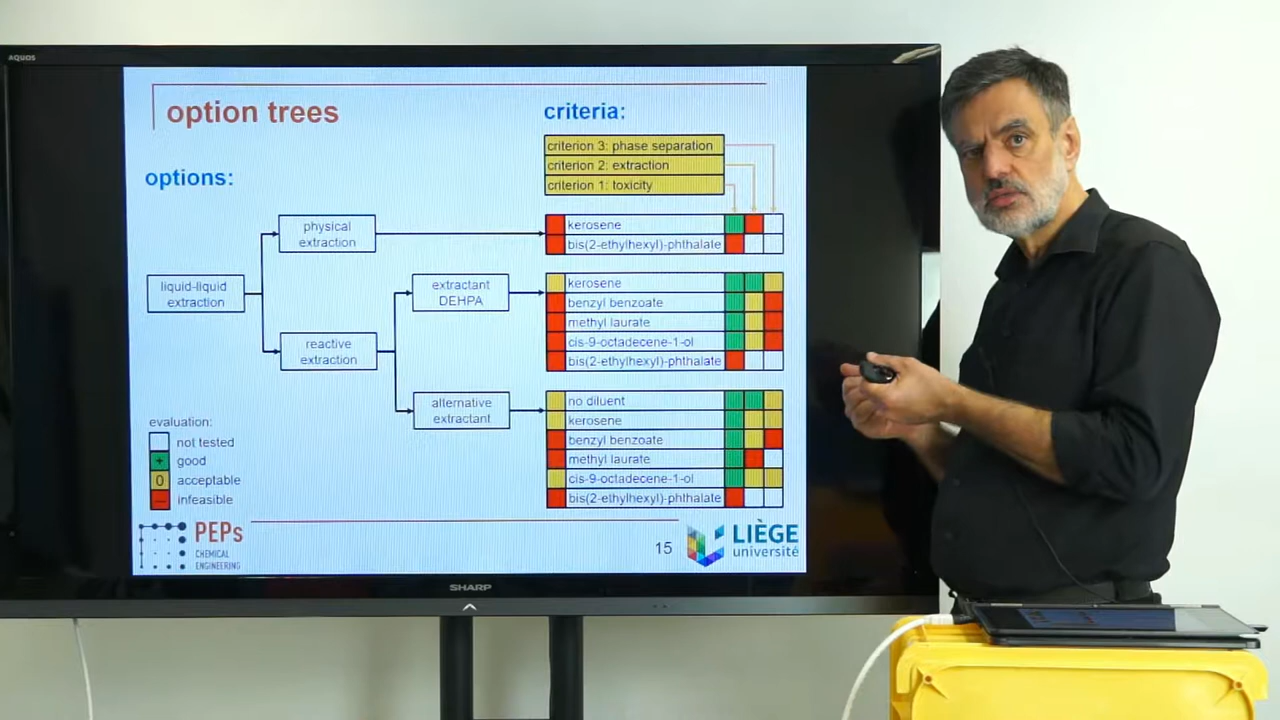 AQUOS
option trees
criteria:
criterion 3: phase separation
criterion 2: extraction
criterion 1: toxicity
options:
physical
extraction
kerosene
bis(2-ethylhexyl)-phthalate
liquid-liquid
extraction
extractant
DEHPA
kerosene
benzyl benzoate
methyl laurate
cis-9-octadecene-1-ol
bis(2-ethylhexyl)-phthalate
reactive
extraction
alternative
extractant
no diluent
kerosene
benzyl benzoate
methyl laurate
cis-9-octadecene-1-ol
bis(2-ethylhexyl)-phthalate
evaluation:
not tested
+ good
0 acceptable
– infeasible
PEPs
CHEMICAL
ENGINEERING
15
LIÈGE
université
SHARP